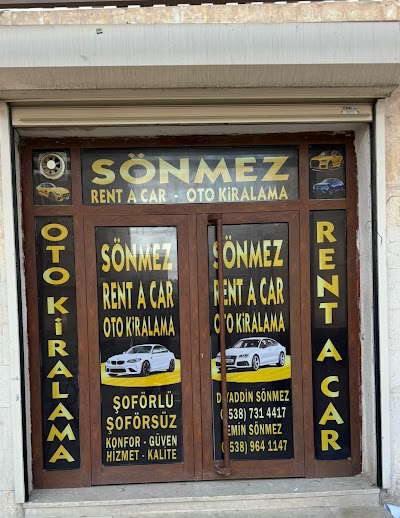 SÖNMEZ
RENT A CAR - OTO KİRALAMA
OTO KİRALAMA
SÖNMEZ
RENT A CAR
OTO KİRALAMA
ŞOFÖRLÜ
ŞOFÖRSÜZ
KONFOR - GÜVEN
HİZMET - KALİTE
SÖNMEZ
RENT A CAR
OTO KİRALAMA
SÖNMEZ
538) 731 4417
EMİN SÖNMEZ
538) 964 1147
RENT A CAR